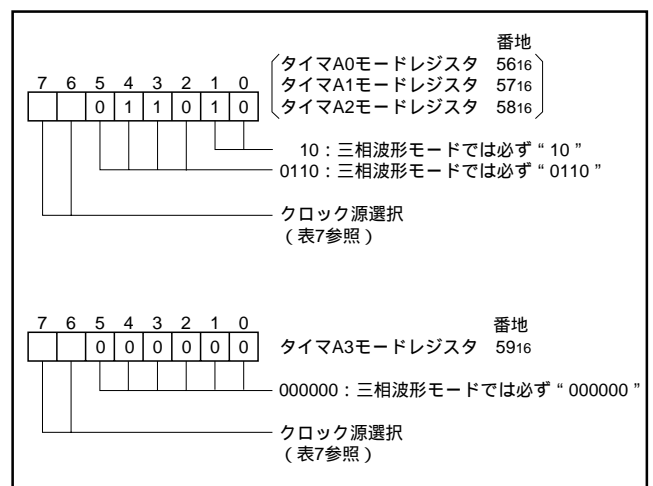 番地
タイマA0モードレジスタ 5616
タイマA1モードレジスタ 5716
タイマA2モードレジスタ 5816
7 6 5 4 3 2 1 0
0 1 1 0 1 0
10：三相波形モードでは必ず“ 10 ”
0110：三相波形モードでは必ず“ 0110 ”
クロック源選択
（表7参照）
7 6 5 4 3 2 1 0 番地
0 0 0 0 0 0 タイマA3モードレジスタ 5916
000000：三相波形モードでは必ず“ 000000 ”
クロック源選択
（表7参照）